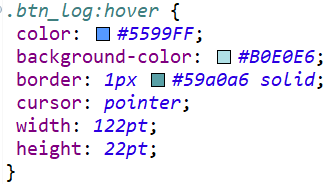 .btn_log:hover {
color: #5599FF;
background-color: #B0E0E6;
border: 1px #59a0a6 solid;
cursor: pointer;
width: 122pt;
height: 22pt;
}